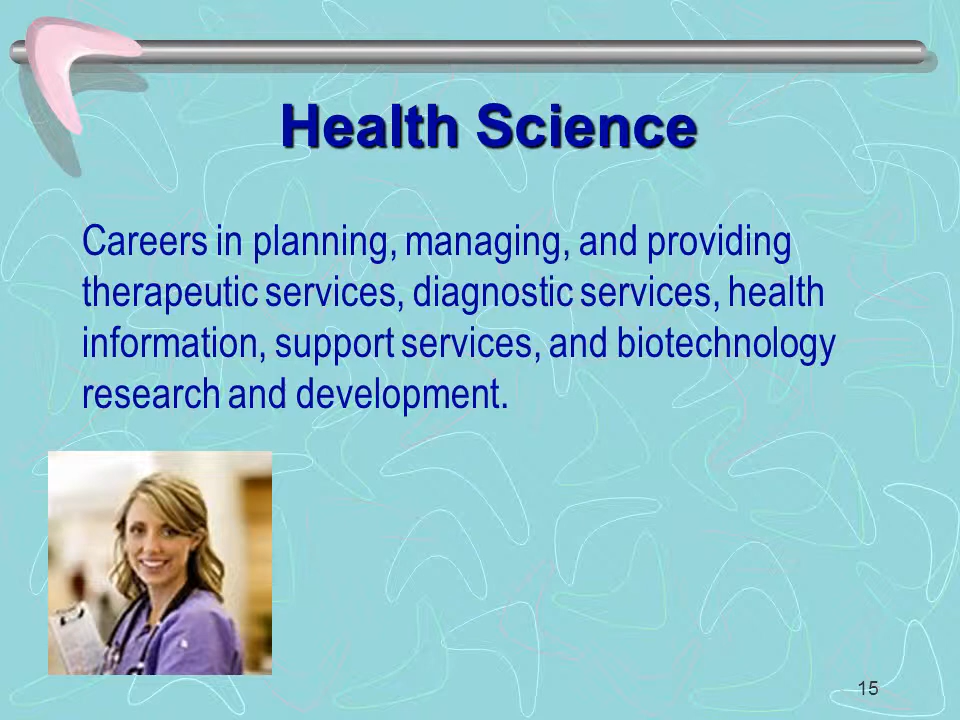 Health Science
Careers in planning, managing, and providing
therapeutic services, diagnostic services, health
information, support services, and biotechnology
research and development.
15